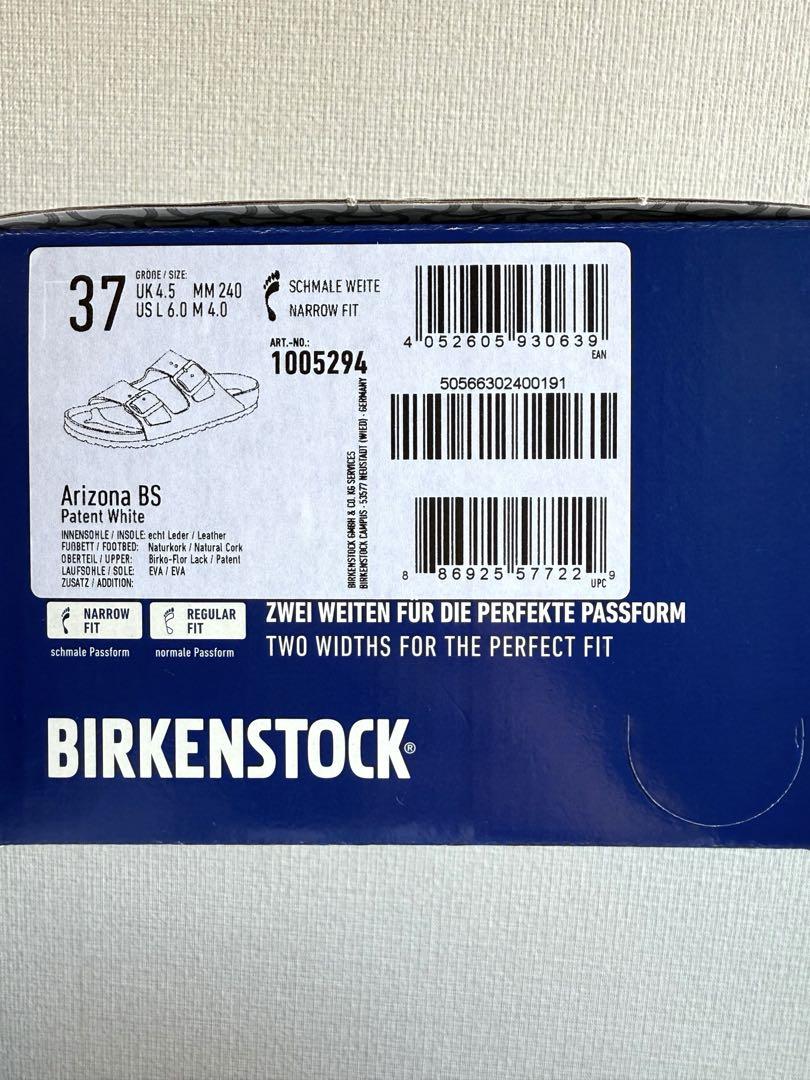 37
GRÖßE / SIZE:
UK 4.5 MM 240
US L 6.0 M 4.0
SCHMALE WEITE
NARROW FIT
ART.-NO.:
1005294
4 052605 930639
EAN
50566302400191
8 86925 57722 9
UPC
Arizona BS
Patent White
INNENSOHLE / INSOLE: echt Leder / Leather
FUßBETT / FOOTBED: Naturkork / Natural Cork
OBERTEIL / UPPER: Birko-Flor Lack / Patent
LAUFSOHLE / SOLE: EVA / EVA
ZUSATZ / ADDITION:
BIRKENSTOCK GMBH & CO. KG SERVICES
BIRKENSTOCK CAMPUS · 53577 NEUSTADT (WIED) · GERMANY
NARROW FIT
schmale Passform
REGULAR FIT
normale Passform
ZWEI WEITEN FÜR DIE PERFEKTE PASSFORM
TWO WIDTHS FOR THE PERFECT FIT
BIRKENSTOCK®